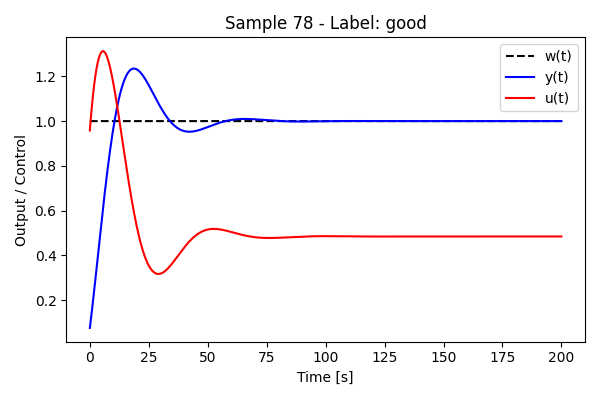 Sample 78 - Label: good
w(t)
y(t)
u(t)
Output / Control
1.2
1.0
0.8
0.6
0.4
0.2
0 25 50 75 100 125 150 175 200
Time [s]